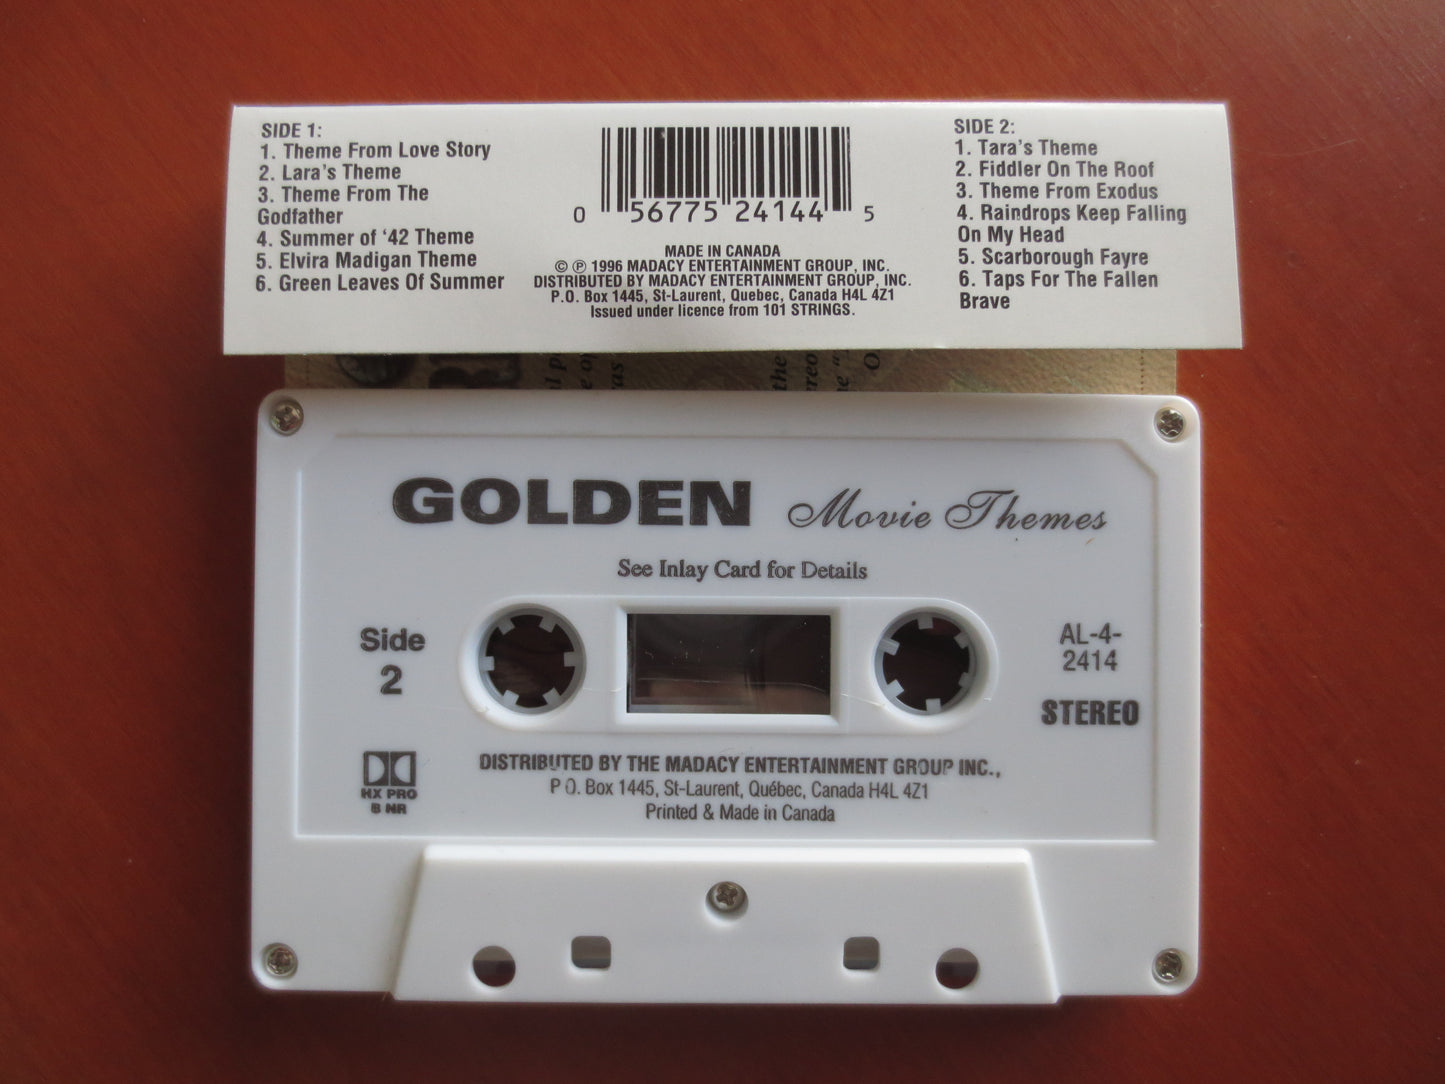 SIDE 1:
1. Theme From Love Story
2. Lara's Theme
3. Theme From The
Godfather
4. Summer of ‘42 Theme
5. Elvira Madigan Theme
6. Green Leaves Of Summer
0 56775 24144 5
MADE IN CANADA
© ℗ 1996 MADACY ENTERTAINMENT GROUP, INC.
DISTRIBUTED BY MADACY ENTERTAINMENT GROUP, INC.
P.O. Box 1445, St-Laurent, Quebec, Canada H4L 4Z1
Issued under licence from 101 STRINGS.
SIDE 2:
1. Tara's Theme
2. Fiddler On The Roof
3. Theme From Exodus
4. Raindrops Keep Falling
On My Head
5. Scarborough Fayre
6. Taps For The Fallen
Brave
GOLDEN Movie Themes
See Inlay Card for Details
Side
2
AL-4-
2414
STEREO
HX PRO
B NR
DISTRIBUTED BY THE MADACY ENTERTAINMENT GROUP INC.,
P.O. Box 1445, St-Laurent, Québec, Canada H4L 4Z1
Printed & Made in Canada